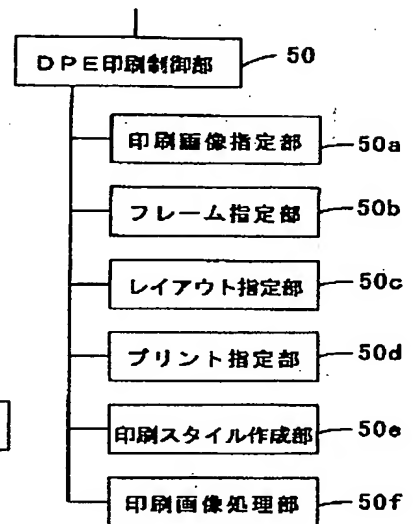 DPE印刷制御部 50
印刷画像指定部 50a
フレーム指定部 50b
レイアウト指定部 50c
プリント指定部 50d
印刷スタイル作成部 50e
印刷画像処理部 50f